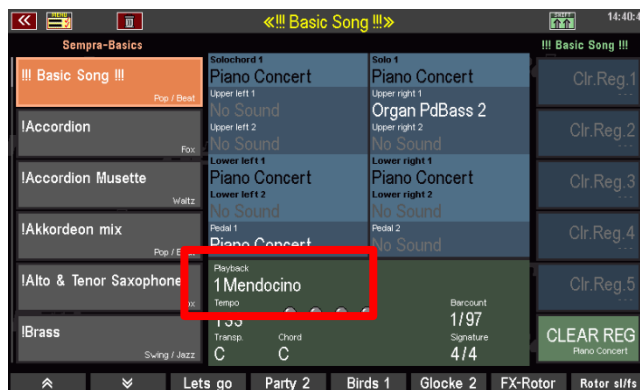 MENU
«!!! Basic Song !!!»
SHIFT
14:40:4
Sempra-Basics
!!! Basic Song !!!
!!! Basic Song !!!
Pop / Beat
!Accordion
Fox
!Accordion Musette
Waltz
!Akkordeon mix
!Alto & Tenor Saxophone
!Brass
Swing / Jazz
Solochord 1
Piano Concert
Solo 1
Piano Concert
Upper left 1
No Sound
Upper right 1
Organ PdBass 2
Upper left 2
No Sound
Upper right 2
No Sound
Lower left 1
Piano Concert
Lower right 1
Piano Concert
Lower left 2
No Sound
Lower right 2
No Sound
Pedal 1
Piano Concert
Pedal 2
No Sound
Playback
1 Mendocino
Tempo
133
Barcount
1/97
Transp.
C
Chord
C
Signature
4/4
Clr.Reg.1
Clr.Reg.2
Clr.Reg.3
Clr.Reg.4
Clr.Reg.5
CLEAR REG
Piano Concert
Lets go
Party 2
Birds 1
Glocke 2
FX-Rotor
Rotor sl/fs